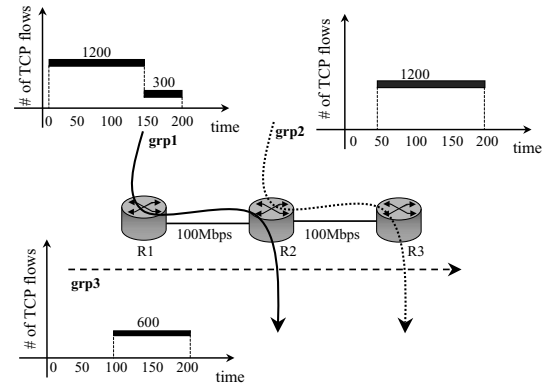 # of TCP flows
1200
300
0 50 100 150 200
time
# of TCP flows
1200
0 50 100 150 200
time
grp1
grp2
100Mbps
100Mbps
R1
R2
R3
grp3
# of TCP flows
600
0 50 100 150 200
time